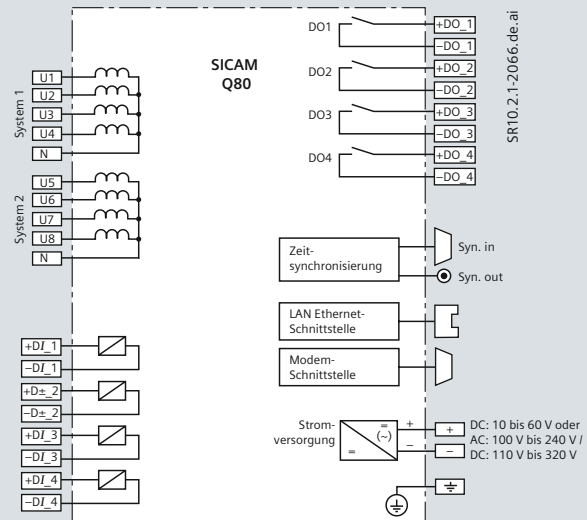 SICAM
Q80
System 1
U1
U2
U3
U4
N
System 2
U5
U6
U7
U8
N
+DI_1
−DI_1
+D±_2
−D±_2
+DI_3
−DI_3
+DI_4
−DI_4
DO1
+DO_1
−DO_1
DO2
+DO_2
−DO_2
DO3
+DO_3
−DO_3
DO4
+DO_4
−DO_4
Zeit-
synchronisierung
Syn. in
Syn. out
LAN Ethernet-
Schnittstelle
Modem-
Schnittstelle
Strom-
versorgung
=
(~)
=
+
−
+
−
DC: 10 bis 60 V oder
AC: 100 V bis 240 V /
DC: 110 V bis 320 V
SR10.2.1-2066.de.ai